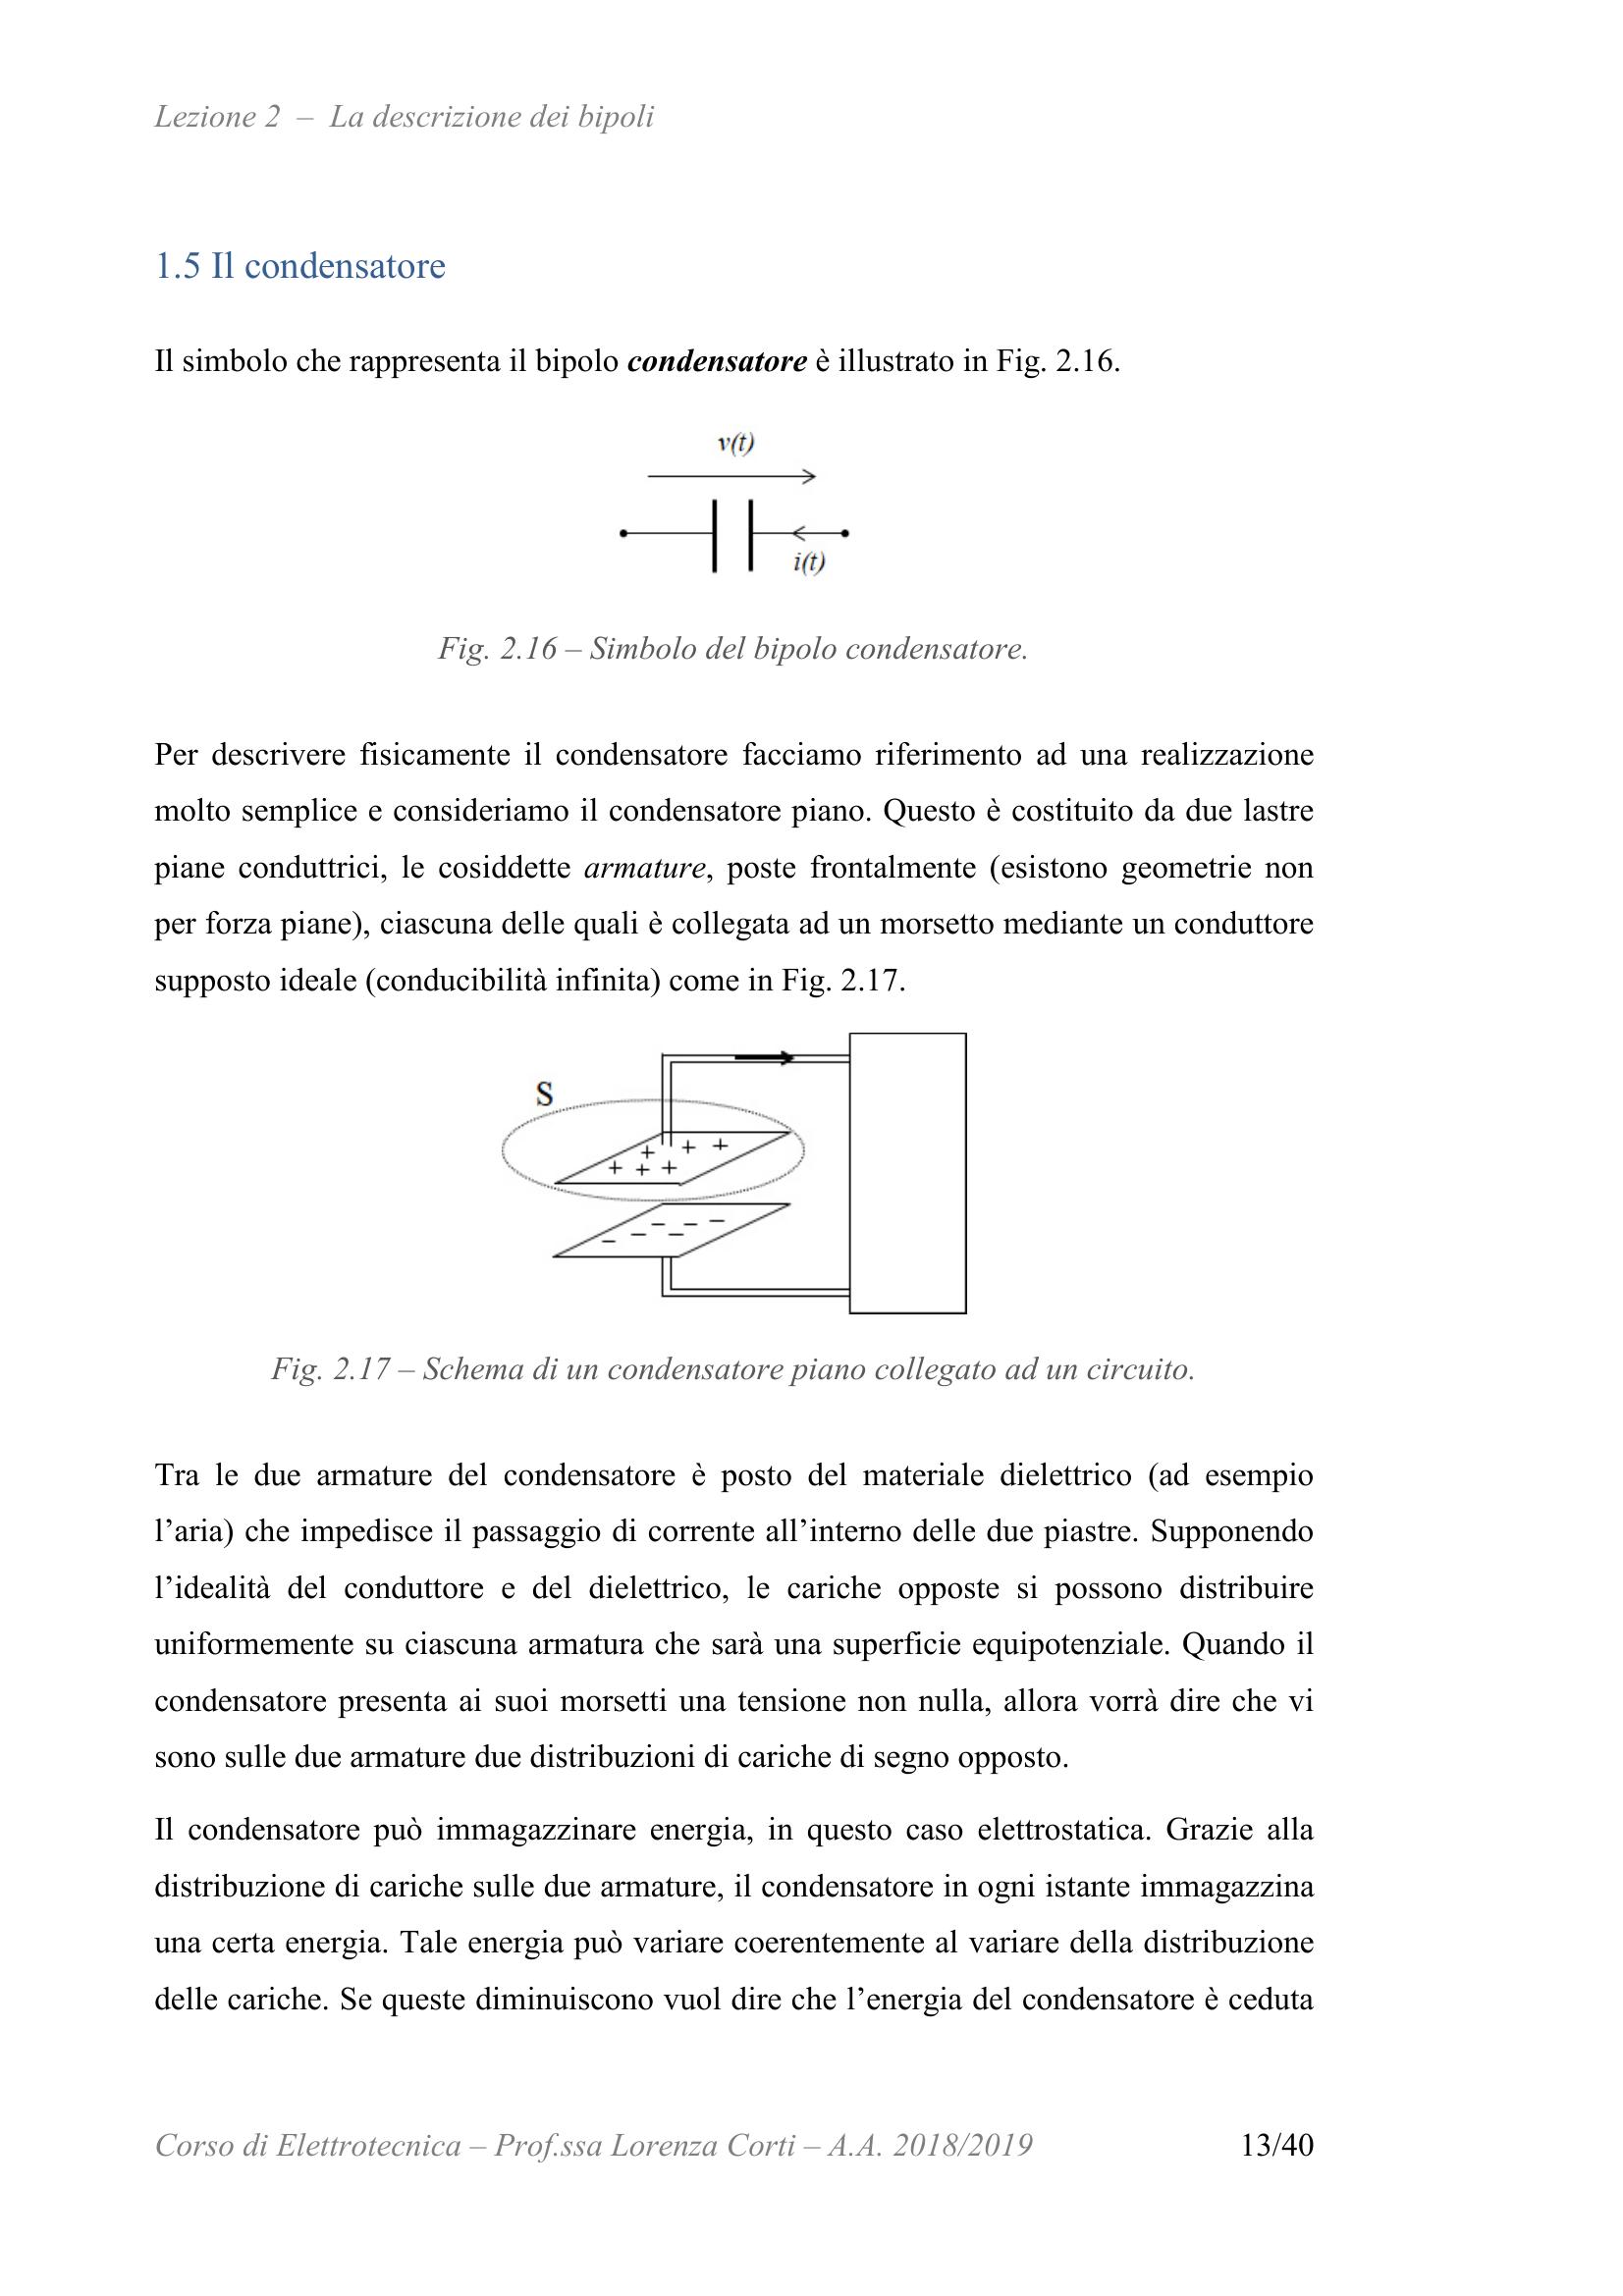 Lezione 2 – La descrizione dei bipoli
1.5 Il condensatore
Il simbolo che rappresenta il bipolo condensatore è illustrato in Fig. 2.16.
v(t)
i(t)
Fig. 2.16 – Simbolo del bipolo condensatore.
Per descrivere fisicamente il condensatore facciamo riferimento ad una realizzazione
molto semplice e consideriamo il condensatore piano. Questo è costituito da due lastre
piane conduttrici, le cosiddette armature, poste frontalmente (esistono geometrie non
per forza piane), ciascuna delle quali è collegata ad un morsetto mediante un conduttore
supposto ideale (conducibilità infinita) come in Fig. 2.17.
S
+ + +
+ + +
– – –
– – –
Fig. 2.17 – Schema di un condensatore piano collegato ad un circuito.
Tra le due armature del condensatore è posto del materiale dielettrico (ad esempio
l’aria) che impedisce il passaggio di corrente all’interno delle due piastre. Supponendo
l’idealità del conduttore e del dielettrico, le cariche opposte si possono distribuire
uniformemente su ciascuna armatura che sarà una superficie equipotenziale. Quando il
condensatore presenta ai suoi morsetti una tensione non nulla, allora vorrà dire che vi
sono sulle due armature due distribuzioni di cariche di segno opposto.
Il condensatore può immagazzinare energia, in questo caso elettrostatica. Grazie alla
distribuzione di cariche sulle due armature, il condensatore in ogni istante immagazzina
una certa energia. Tale energia può variare coerentemente al variare della distribuzione
delle cariche. Se queste diminuiscono vuol dire che l’energia del condensatore è ceduta
Corso di Elettrotecnica – Prof.ssa Lorenza Corti – A.A. 2018/2019 13/40